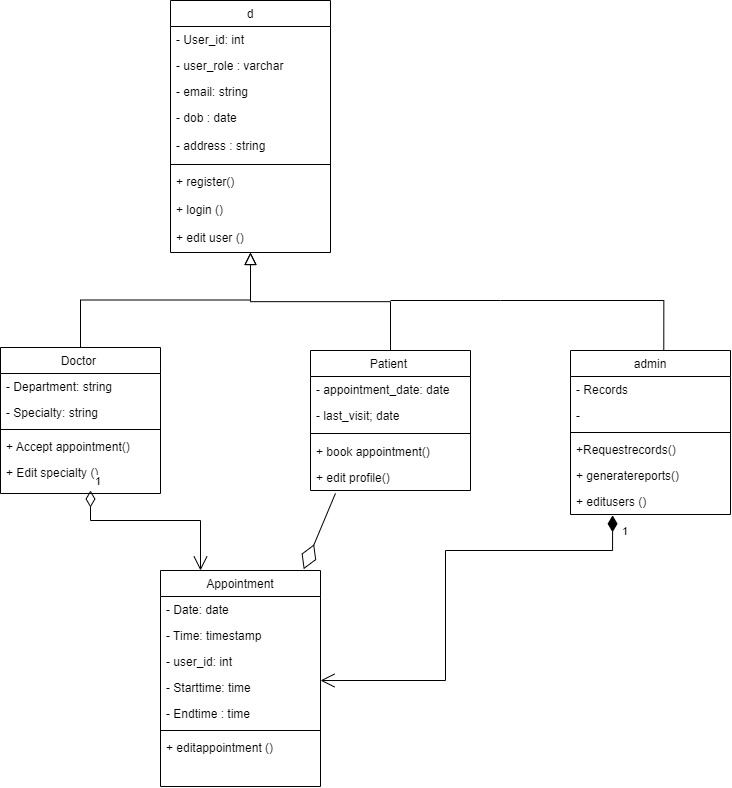 d
- User_id: int
- user_role : varchar
- email: string
- dob : date
- address : string
+ register()
+ login ()
+ edit user ()
Doctor
- Department: string
- Specialty: string
+ Accept appointment()
+ Edit specialty ()
1
Patient
- appointment_date: date
- last_visit; date
+ book appointment()
+ edit profile()
admin
- Records
-
+Requestrecords()
+ generatereports()
+ editusers ()
1
Appointment
- Date: date
- Time: timestamp
- user_id: int
- Starttime: time
- Endtime : time
+ editappointment ()